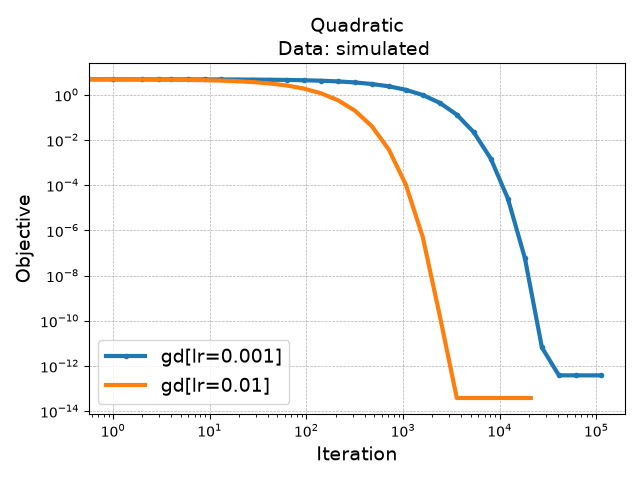 Quadratic
Data: simulated
Objective
10^0
10^-2
10^-4
10^-6
10^-8
10^-10
10^-12
10^-14
gd[lr=0.001]
gd[lr=0.01]
10^0 10^1 10^2 10^3 10^4 10^5
Iteration